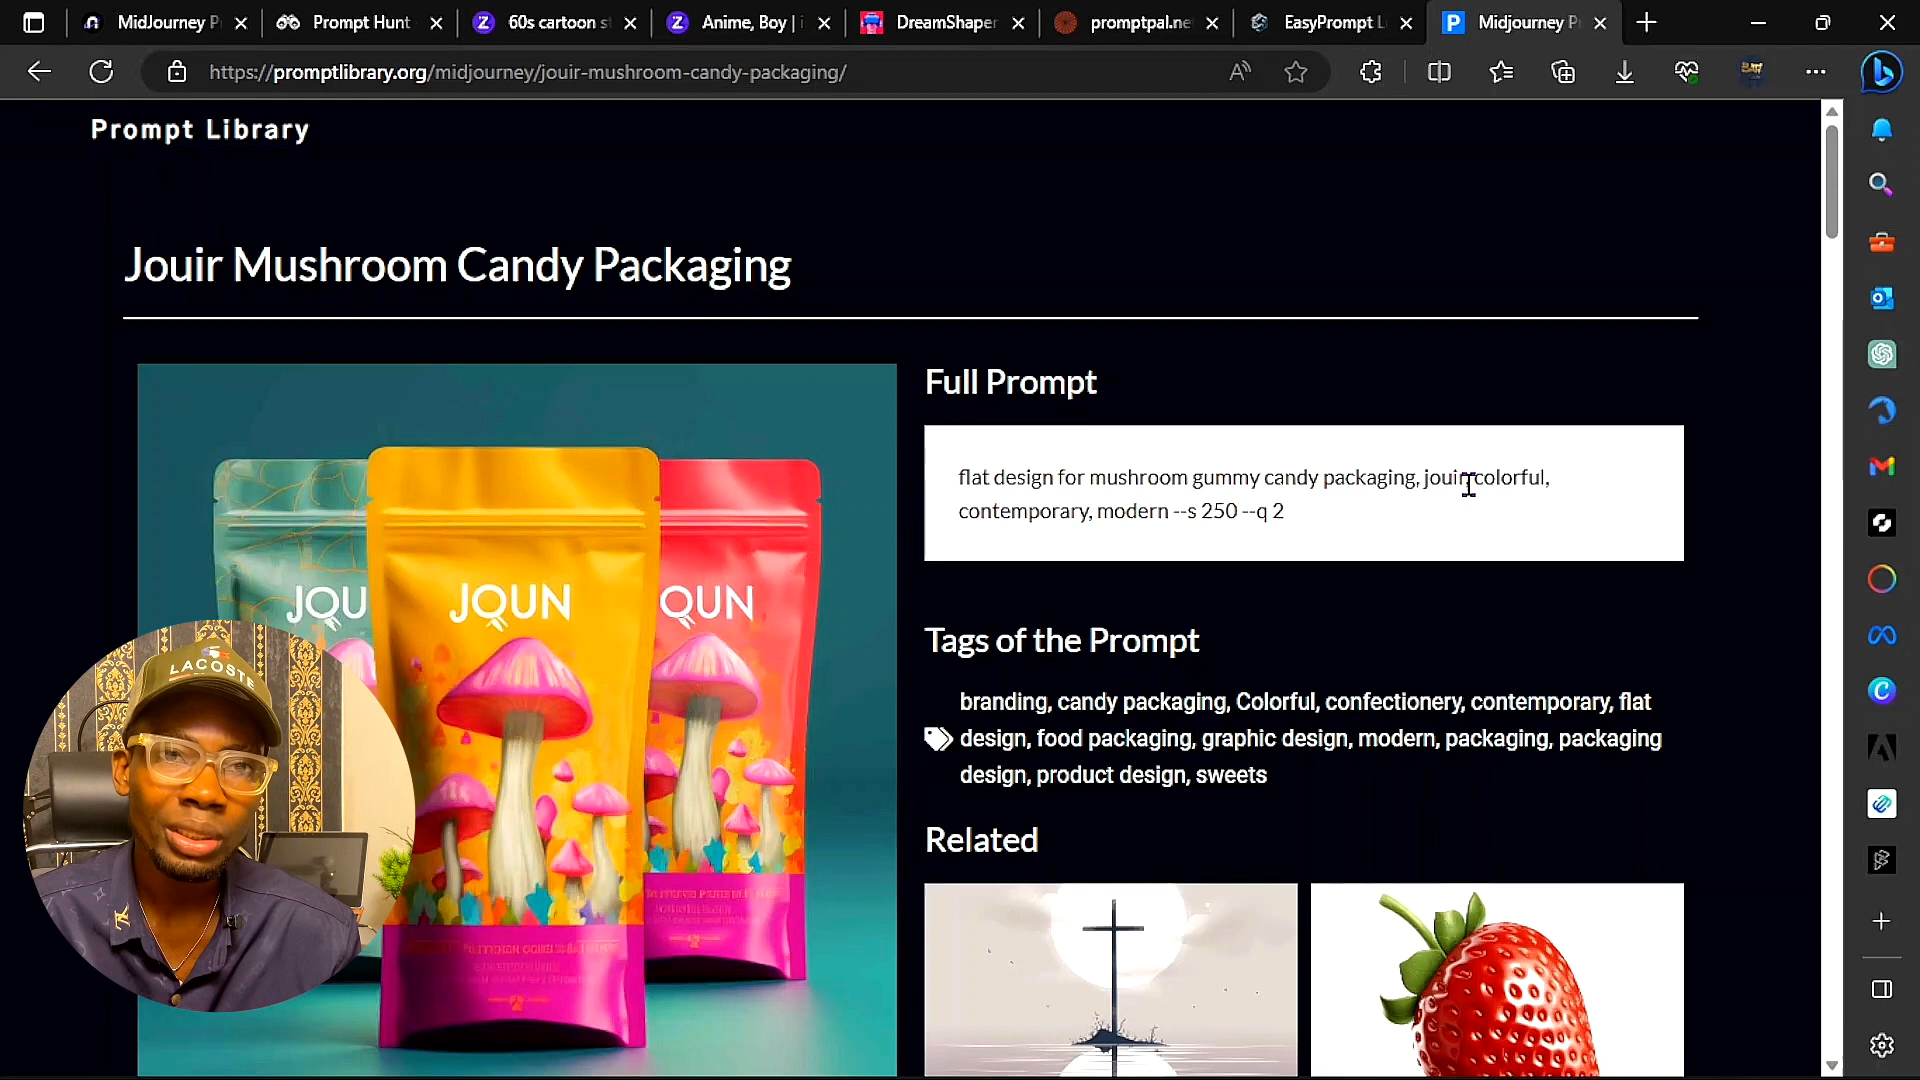 MidJourney P
Prompt Hunt
60s cartoon s
Anime, Boy | i
DreamShaper
promptpal.ne
EasyPrompt L
Midjourney P
https://promptlibrary.org/midjourney/jouir-mushroom-candy-packaging/
Prompt Library
Jouir Mushroom Candy Packaging
Full Prompt
flat design for mushroom gummy candy packaging, jouir, colorful,
contemporary, modern --s 250 --q 2
Tags of the Prompt
branding, candy packaging, Colorful, confectionery, contemporary, flat
design, food packaging, graphic design, modern, packaging, packaging
design, product design, sweets
Related
JQU
JQUN
QUN
LACOSTE